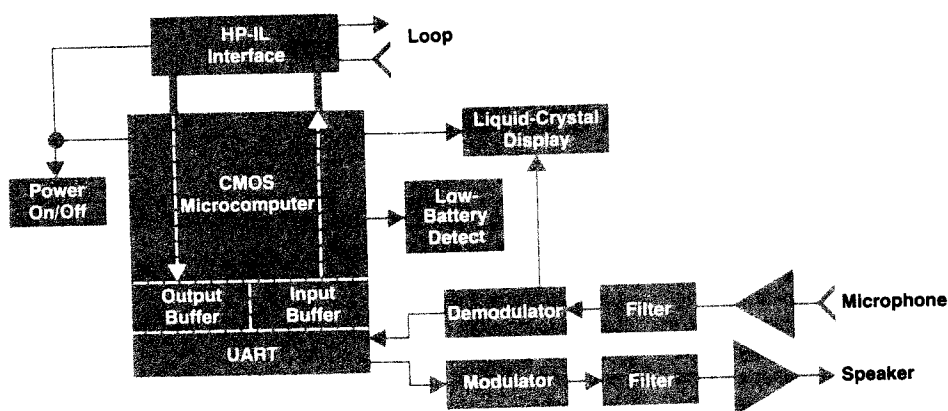 HP-IL
Interface
Loop
Liquid-Crystal
Display
Power
On/Off
CMOS
Microcomputer
Low-
Battery
Detect
Output
Buffer
Input
Buffer
UART
Demodulator
Filter
Microphone
Modulator
Filter
Speaker